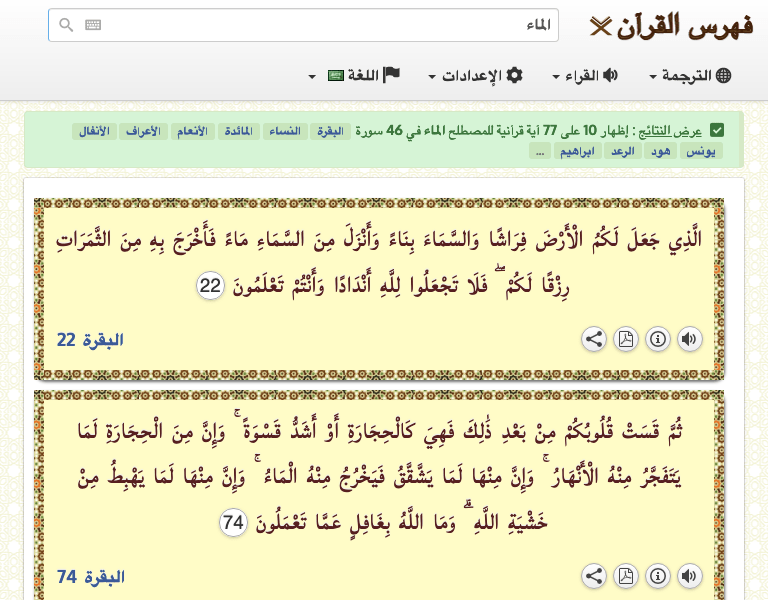 فهرس القرآن
الماء
الترجمة
القراء
الإعدادات
اللغة
عرض النتائج : إظهار 10 على 77 آية قرآنية للمصطلح الماء في 46 سورة البقرة النساء المائدة الأنعام الأعراف الأنفال
يونس هود الرعد ابراهيم ...
الَّذِي جَعَلَ لَكُمُ الْأَرْضَ فِرَاشًا وَالسَّمَاءَ بِنَاءً وَأَنْزَلَ مِنَ السَّمَاءِ مَاءً فَأَخْرَجَ بِهِ مِنَ الثَّمَرَاتِ
رِزْقًا لَكُمْ ۖ فَلَا تَجْعَلُوا لِلَّهِ أَنْدَادًا وَأَنْتُمْ تَعْلَمُونَ 22
البقرة 22
ثُمَّ قَسَتْ قُلُوبُكُمْ مِنْ بَعْدِ ذَٰلِكَ فَهِيَ كَالْحِجَارَةِ أَوْ أَشَدُّ قَسْوَةً ۚ وَإِنَّ مِنَ الْحِجَارَةِ لَمَا
يَتَفَجَّرُ مِنْهُ الْأَنْهَارُ ۚ وَإِنَّ مِنْهَا لَمَا يَشَّقَّقُ فَيَخْرُجُ مِنْهُ الْمَاءُ ۚ وَإِنَّ مِنْهَا لَمَا يَهْبِطُ مِنْ
خَشْيَةِ اللَّهِ ۗ وَمَا اللَّهُ بِغَافِلٍ عَمَّا تَعْمَلُونَ 74
البقرة 74